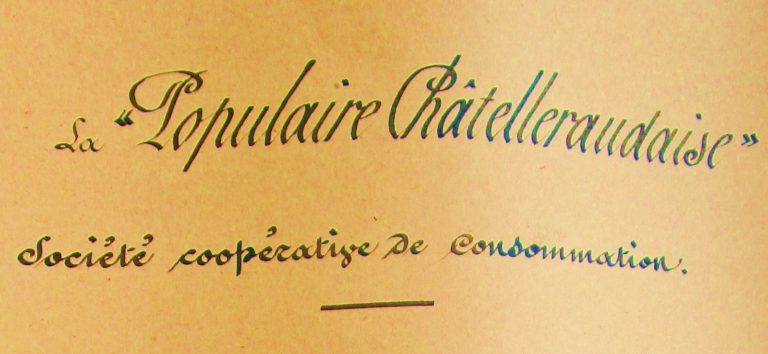 La "Populaire Châtelleraudaise"
Société coopérative de Consommation.